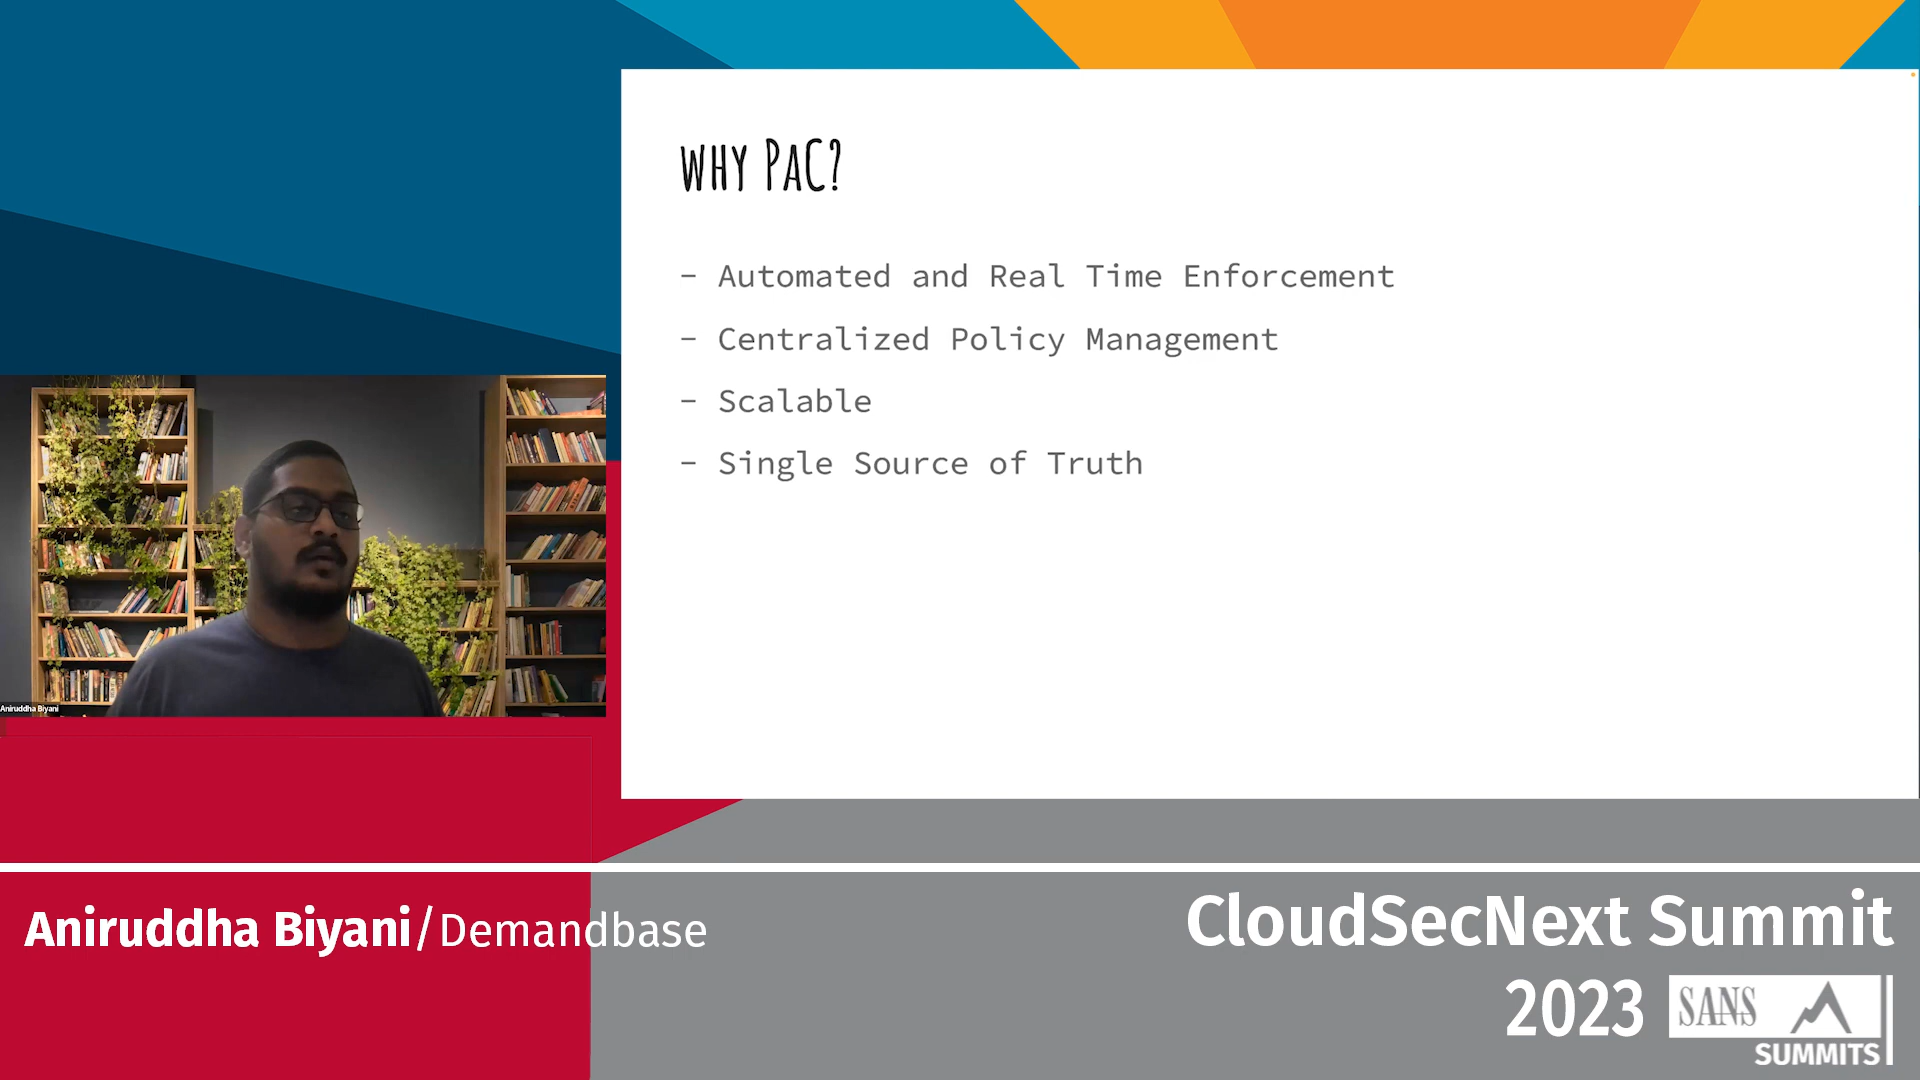 WHY PAC?
- Automated and Real Time Enforcement
- Centralized Policy Management
- Scalable
- Single Source of Truth
Aniruddha Biyani
Aniruddha Biyani/Demandbase
CloudSecNext Summit
2023
SANS
SUMMITS